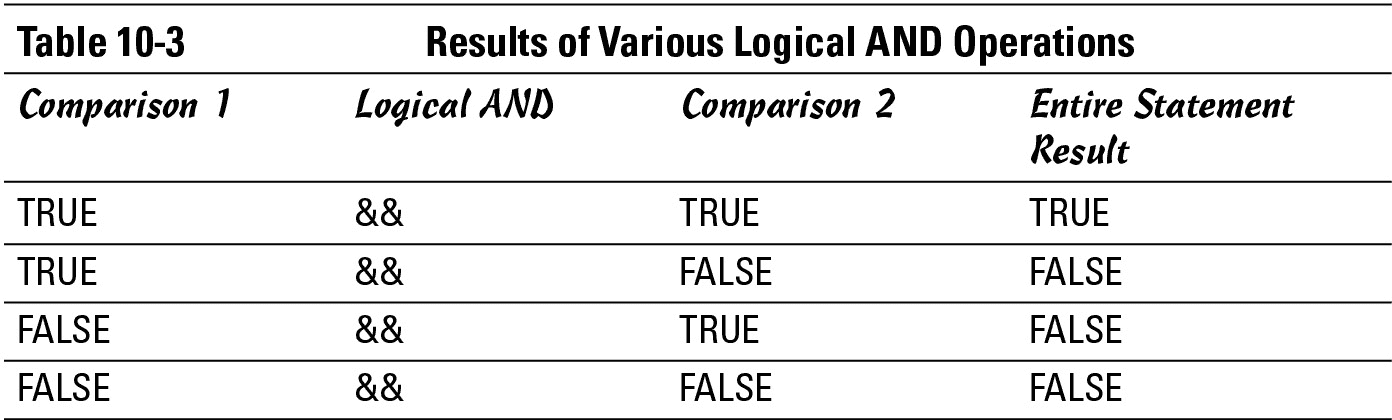 Table 10-3 Results of Various Logical AND Operations
Comparison 1 Logical AND Comparison 2 Entire Statement
Result
TRUE && TRUE TRUE
TRUE && FALSE FALSE
FALSE && TRUE FALSE
FALSE && FALSE FALSE